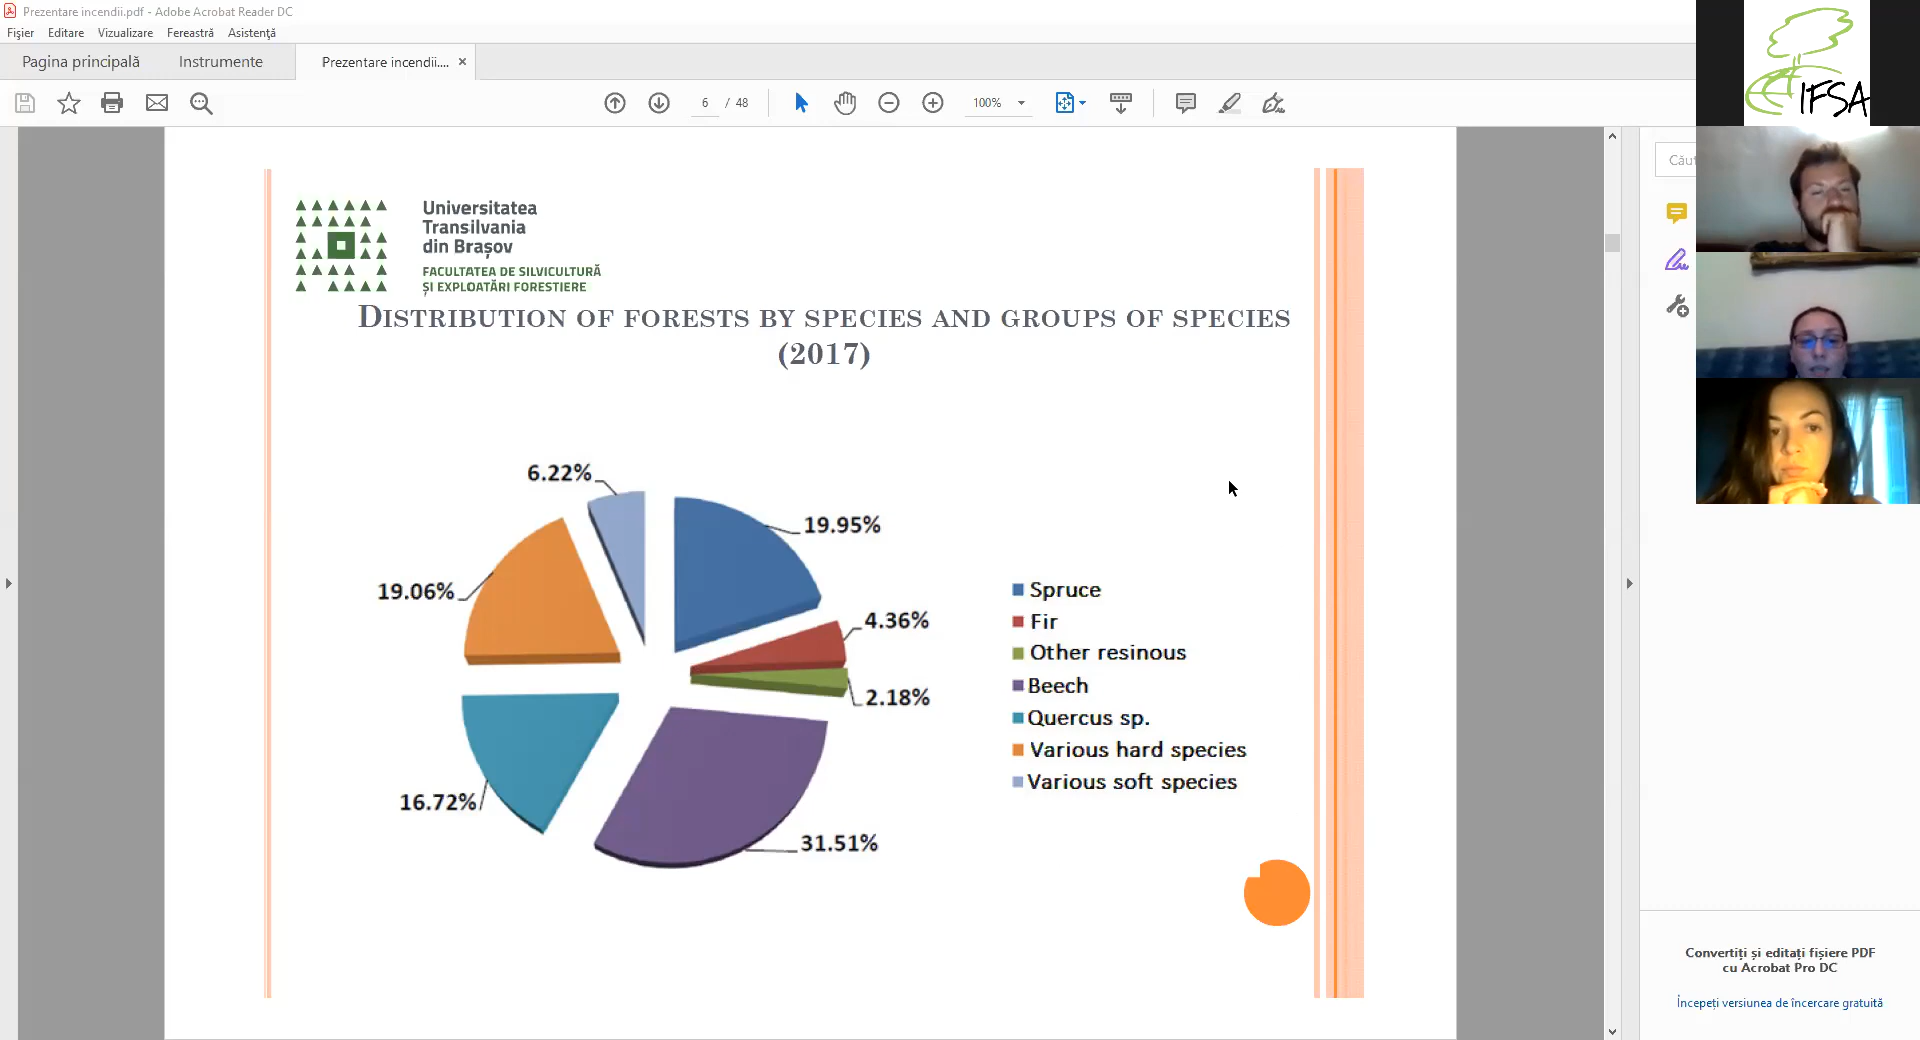 Prezentare incendii.pdf - Adobe Acrobat Reader DC
Fișier Editare Vizualizare Fereastră Asistență
Pagina principală Instrumente Prezentare incendii.... ×
6 / 48 100%
Universitatea
Transilvania
din Brașov
FACULTATEA DE SILVICULTURĂ
ȘI EXPLOATĂRI FORESTIERE
DISTRIBUTION OF FORESTS BY SPECIES AND GROUPS OF SPECIES
(2017)
6.22%
19.95%
19.06%
4.36%
2.18%
16.72%
31.51%
Spruce
Fir
Other resinous
Beech
Quercus sp.
Various hard species
Various soft species
IFSA
Cău
Convertiți și editați fișiere PDF
cu Acrobat Pro DC
Începeți versiunea de încercare gratuită